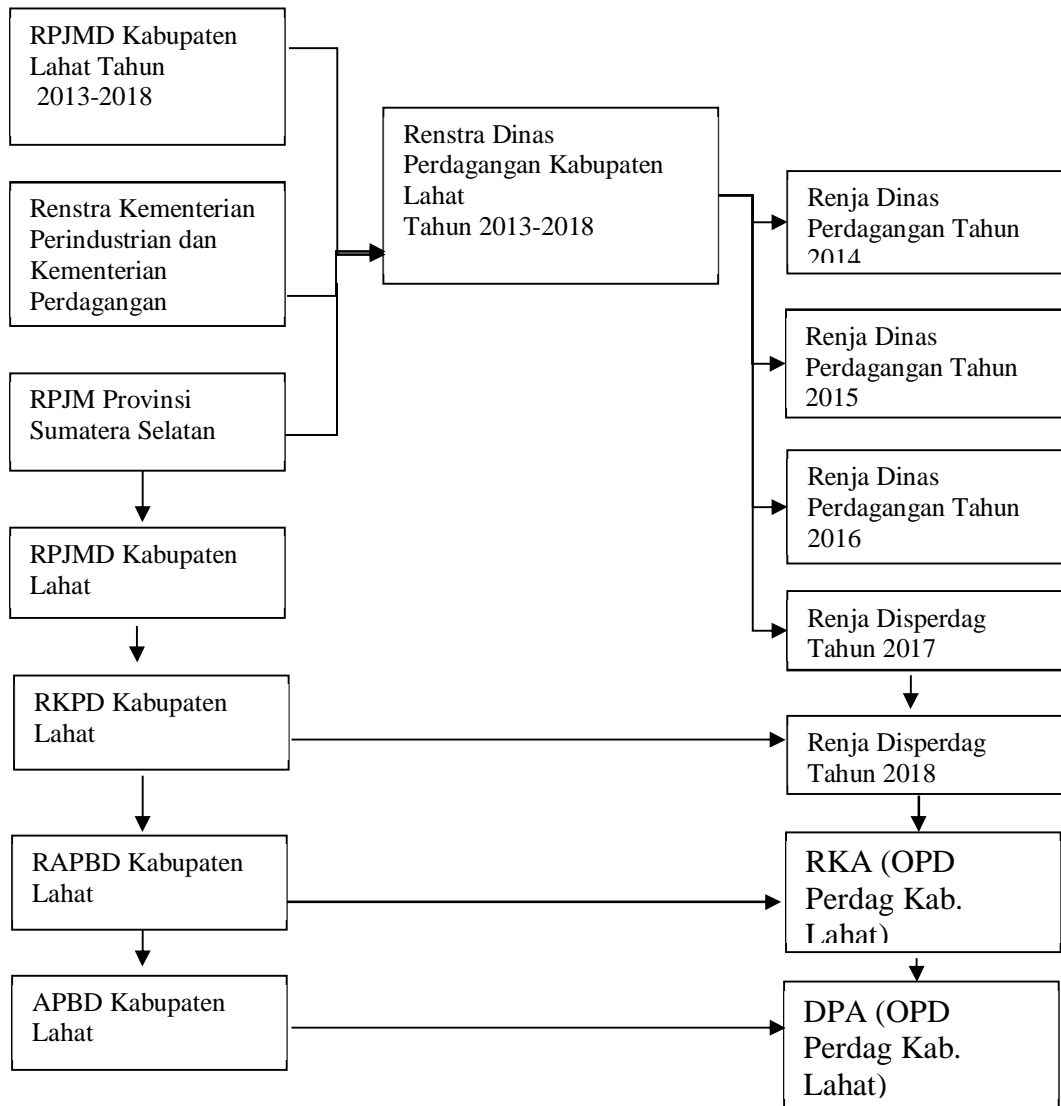 RPJMD Kabupaten
Lahat Tahun
2013-2018
Renstra Kementerian
Perindustrian dan
Kementerian
Perdagangan
RPJM Provinsi
Sumatera Selatan
RPJMD Kabupaten
Lahat
RKPD Kabupaten
Lahat
RAPBD Kabupaten
Lahat
APBD Kabupaten
Lahat
Renstra Dinas
Perdagangan Kabupaten
Lahat
Tahun 2013-2018
Renja Dinas
Perdagangan Tahun
2014
Renja Dinas
Perdagangan Tahun
2015
Renja Dinas
Perdagangan Tahun
2016
Renja Disperdag
Tahun 2017
Renja Disperdag
Tahun 2018
RKA (OPD
Perdag Kab.
Lahat)
DPA (OPD
Perdag Kab.
Lahat)